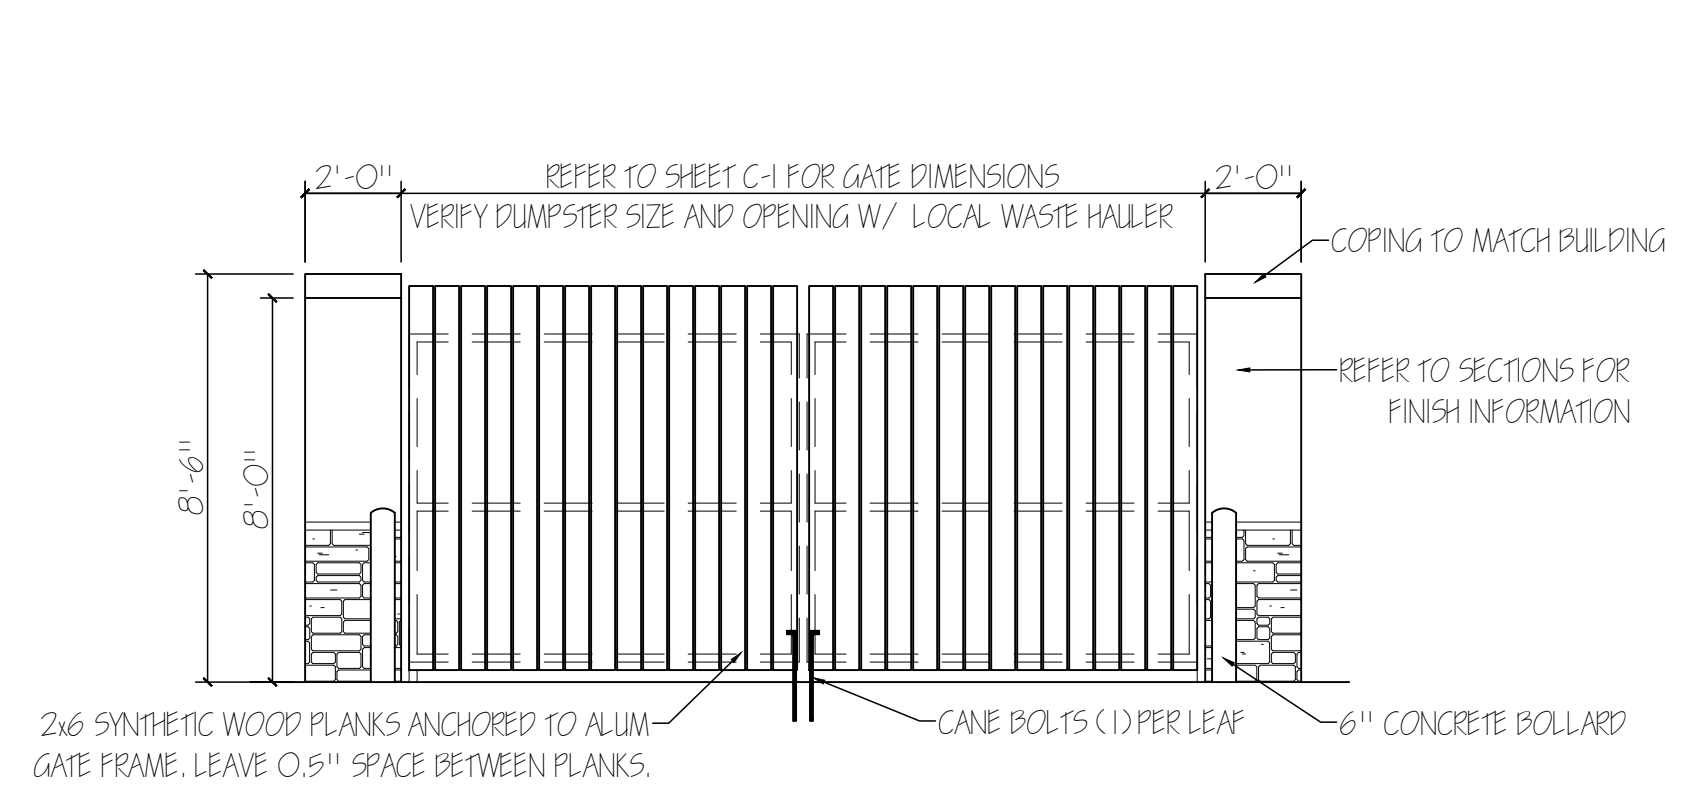 2'-0" REFER TO SHEET C-1 FOR GATE DIMENSIONS 2'-0"
VERIFY DUMPSTER SIZE AND OPENING W/ LOCAL WASTE HAULER
COPING TO MATCH BUILDING
REFER TO SECTIONS FOR
FINISH INFORMATION
8'-6"
8'-0"
2x6 SYNTHETIC WOOD PLANKS ANCHORED TO ALUM
GATE FRAME. LEAVE 0.5" SPACE BETWEEN PLANKS.
CANE BOLTS (1) PER LEAF
6" CONCRETE BOLLARD